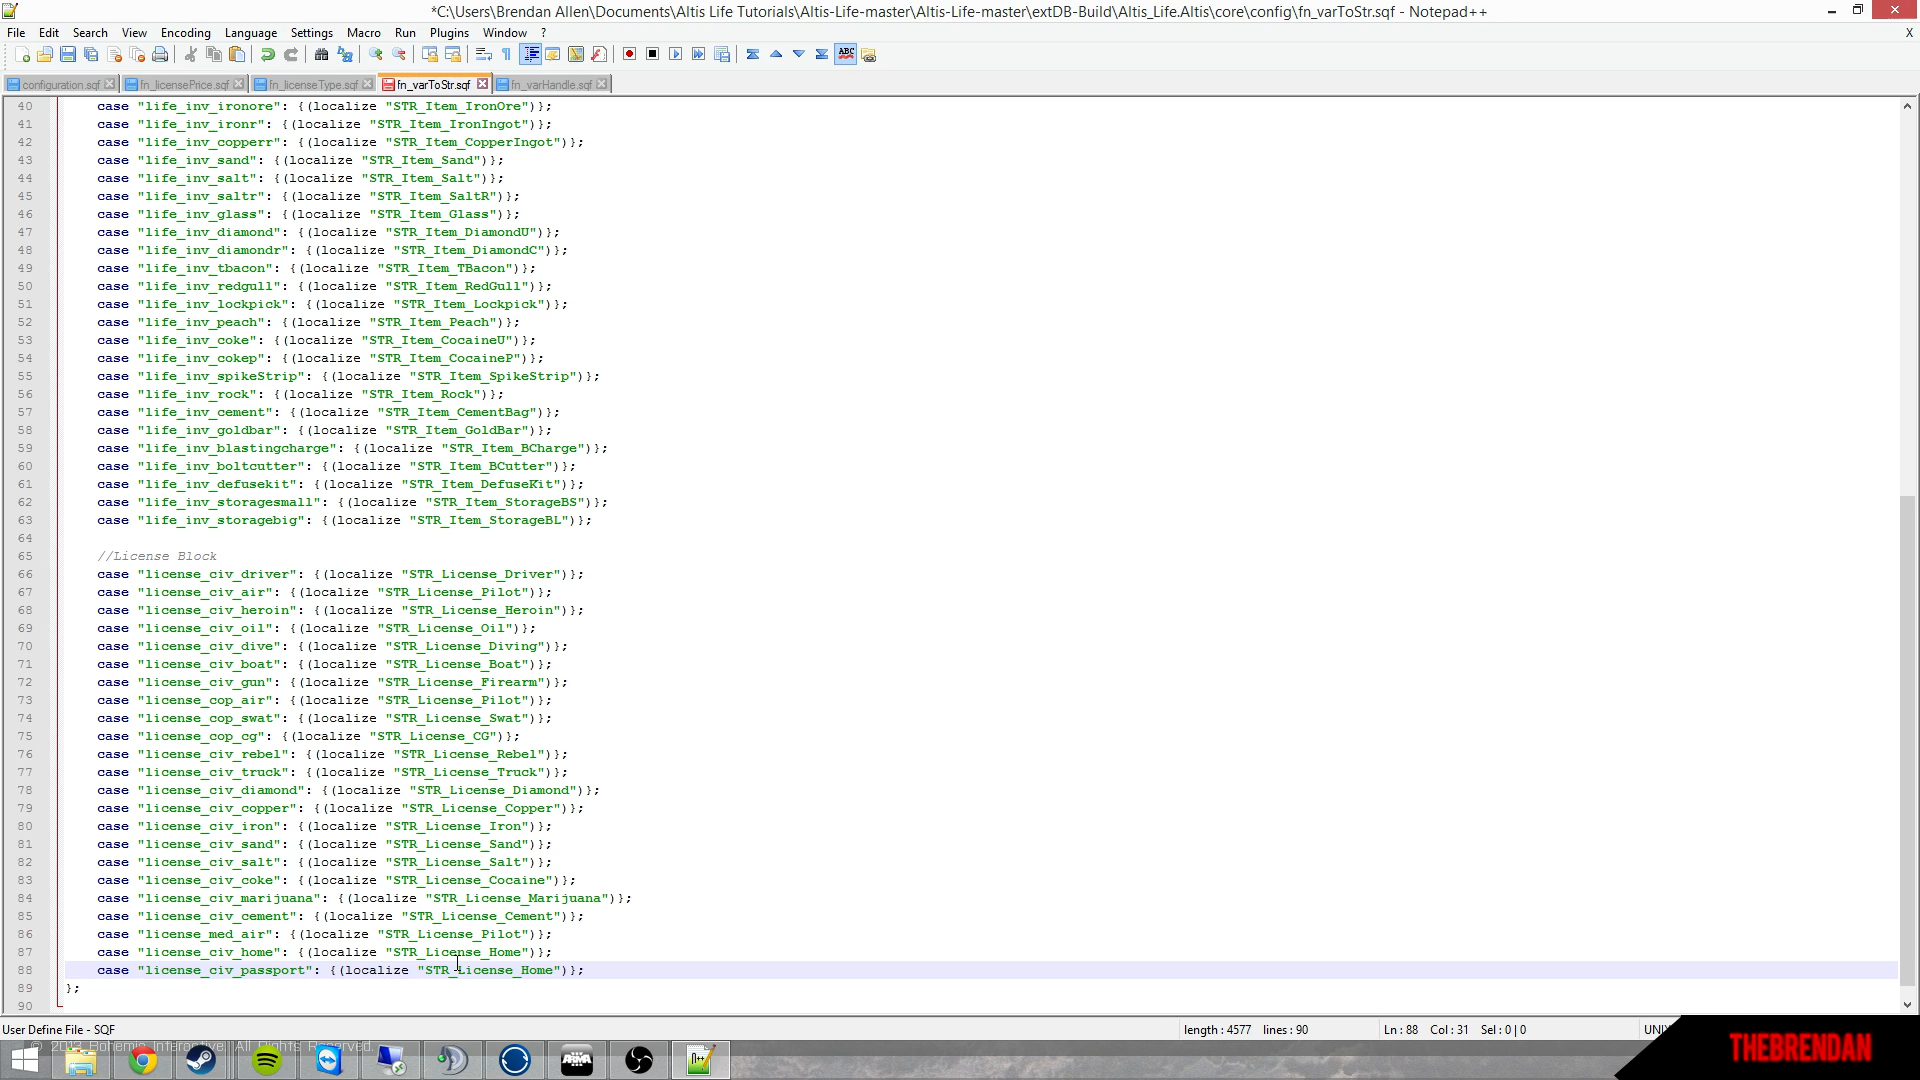 *C:\Users\Brendan Allen\Documents\Altis Life Tutorials\Altis-Life-master\Altis-Life-master\extDB-Build\Altis_Life.Altis\core\config\fn_varToStr.sqf - Notepad++
File Edit Search View Encoding Language Settings Macro Run Plugins Window ? X
configuration.sqf fn_licensePrice.sqf fn_licenseType.sqf fn_varToStr.sqf fn_varHandle.sqf
40 case "life_inv_ironore": {(localize "STR_Item_IronOre")};
41 case "life_inv_ironr": {(localize "STR_Item_IronIngot")};
42 case "life_inv_copperr": {(localize "STR_Item_CopperIngot")};
43 case "life_inv_sand": {(localize "STR_Item_Sand")};
44 case "life_inv_salt": {(localize "STR_Item_Salt")};
45 case "life_inv_saltr": {(localize "STR_Item_SaltR")};
46 case "life_inv_glass": {(localize "STR_Item_Glass")};
47 case "life_inv_diamond": {(localize "STR_Item_DiamondU")};
48 case "life_inv_diamondr": {(localize "STR_Item_DiamondC")};
49 case "life_inv_tbacon": {(localize "STR_Item_TBacon")};
50 case "life_inv_redgull": {(localize "STR_Item_RedGull")};
51 case "life_inv_lockpick": {(localize "STR_Item_Lockpick")};
52 case "life_inv_peach": {(localize "STR_Item_Peach")};
53 case "life_inv_coke": {(localize "STR_Item_CocaineU")};
54 case "life_inv_cokep": {(localize "STR_Item_CocaineP")};
55 case "life_inv_spikeStrip": {(localize "STR_Item_SpikeStrip")};
56 case "life_inv_rock": {(localize "STR_Item_Rock")};
57 case "life_inv_cement": {(localize "STR_Item_CementBag")};
58 case "life_inv_goldbar": {(localize "STR_Item_GoldBar")};
59 case "life_inv_blastingcharge": {(localize "STR_Item_BCharge")};
60 case "life_inv_boltcutter": {(localize "STR_Item_BCutter")};
61 case "life_inv_defusekit": {(localize "STR_Item_DefuseKit")};
62 case "life_inv_storagesmall": {(localize "STR_Item_StorageBS")};
63 case "life_inv_storagebig": {(localize "STR_Item_StorageBL")};
64
65 //License Block
66 case "license_civ_driver": {(localize "STR_License_Driver")};
67 case "license_civ_air": {(localize "STR_License_Pilot")};
68 case "license_civ_heroin": {(localize "STR_License_Heroin")};
69 case "license_civ_oil": {(localize "STR_License_Oil")};
70 case "license_civ_dive": {(localize "STR_License_Diving")};
71 case "license_civ_boat": {(localize "STR_License_Boat")};
72 case "license_civ_gun": {(localize "STR_License_Firearm")};
73 case "license_cop_air": {(localize "STR_License_Pilot")};
74 case "license_cop_swat": {(localize "STR_License_Swat")};
75 case "license_cop_cg": {(localize "STR_License_CG")};
76 case "license_civ_rebel": {(localize "STR_License_Rebel")};
77 case "license_civ_truck": {(localize "STR_License_Truck")};
78 case "license_civ_diamond": {(localize "STR_License_Diamond")};
79 case "license_civ_copper": {(localize "STR_License_Copper")};
80 case "license_civ_iron": {(localize "STR_License_Iron")};
81 case "license_civ_sand": {(localize "STR_License_Sand")};
82 case "license_civ_salt": {(localize "STR_License_Salt")};
83 case "license_civ_coke": {(localize "STR_License_Cocaine")};
84 case "license_civ_marijuana": {(localize "STR_License_Marijuana")};
85 case "license_civ_cement": {(localize "STR_License_Cement")};
86 case "license_med_air": {(localize "STR_License_Pilot")};
87 case "license_civ_home": {(localize "STR_License_Home")};
88 case "license_civ_passport": {(localize "STR_License_Home")};
89 };
90
User Define File - SQF length : 4577 lines : 90 Ln : 88 Col : 31 Sel : 0 | 0 UNIX
© 2013 Bohemia Interactive. All Rights Reserved.
THEBRENDAN